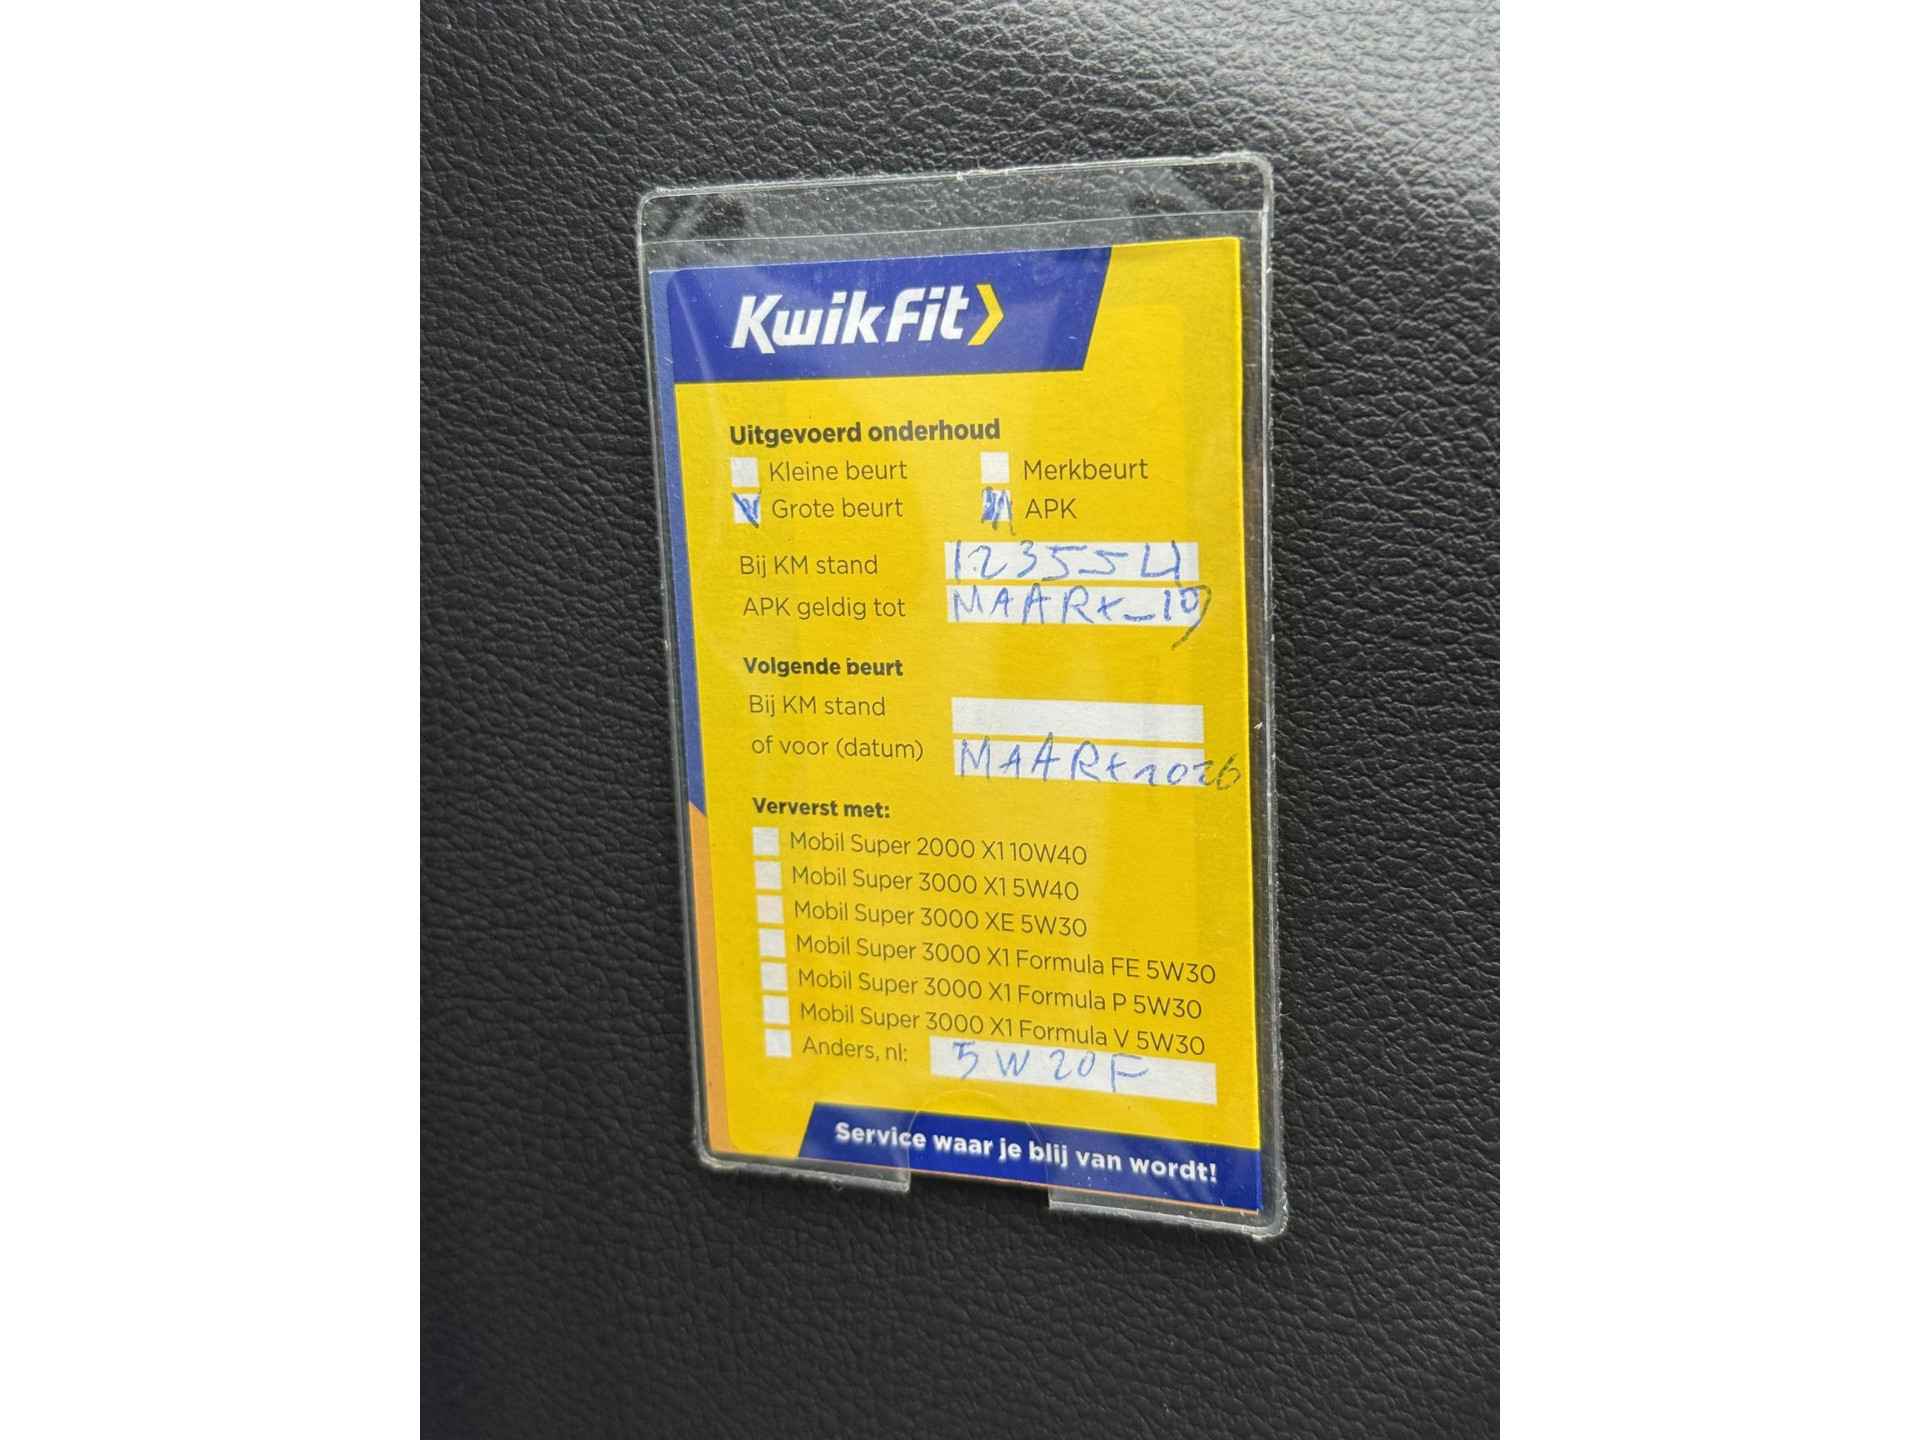 KwikFit
Uitgevoerd onderhoud
Kleine beurt Merkbeurt
Grote beurt APK
Bij KM stand 123554
APK geldig tot MAART
Volgende beurt
Bij KM stand
of voor (datum) MAART 2026
Ververst met:
Mobil Super 2000 X1 10W40
Mobil Super 3000 X1 5W40
Mobil Super 3000 XE 5W30
Mobil Super 3000 X1 Formula FE 5W30
Mobil Super 3000 X1 Formula P 5W30
Mobil Super 3000 X1 Formula V 5W30
Anders, nl: 5W20F
Service waar je blij van wordt!